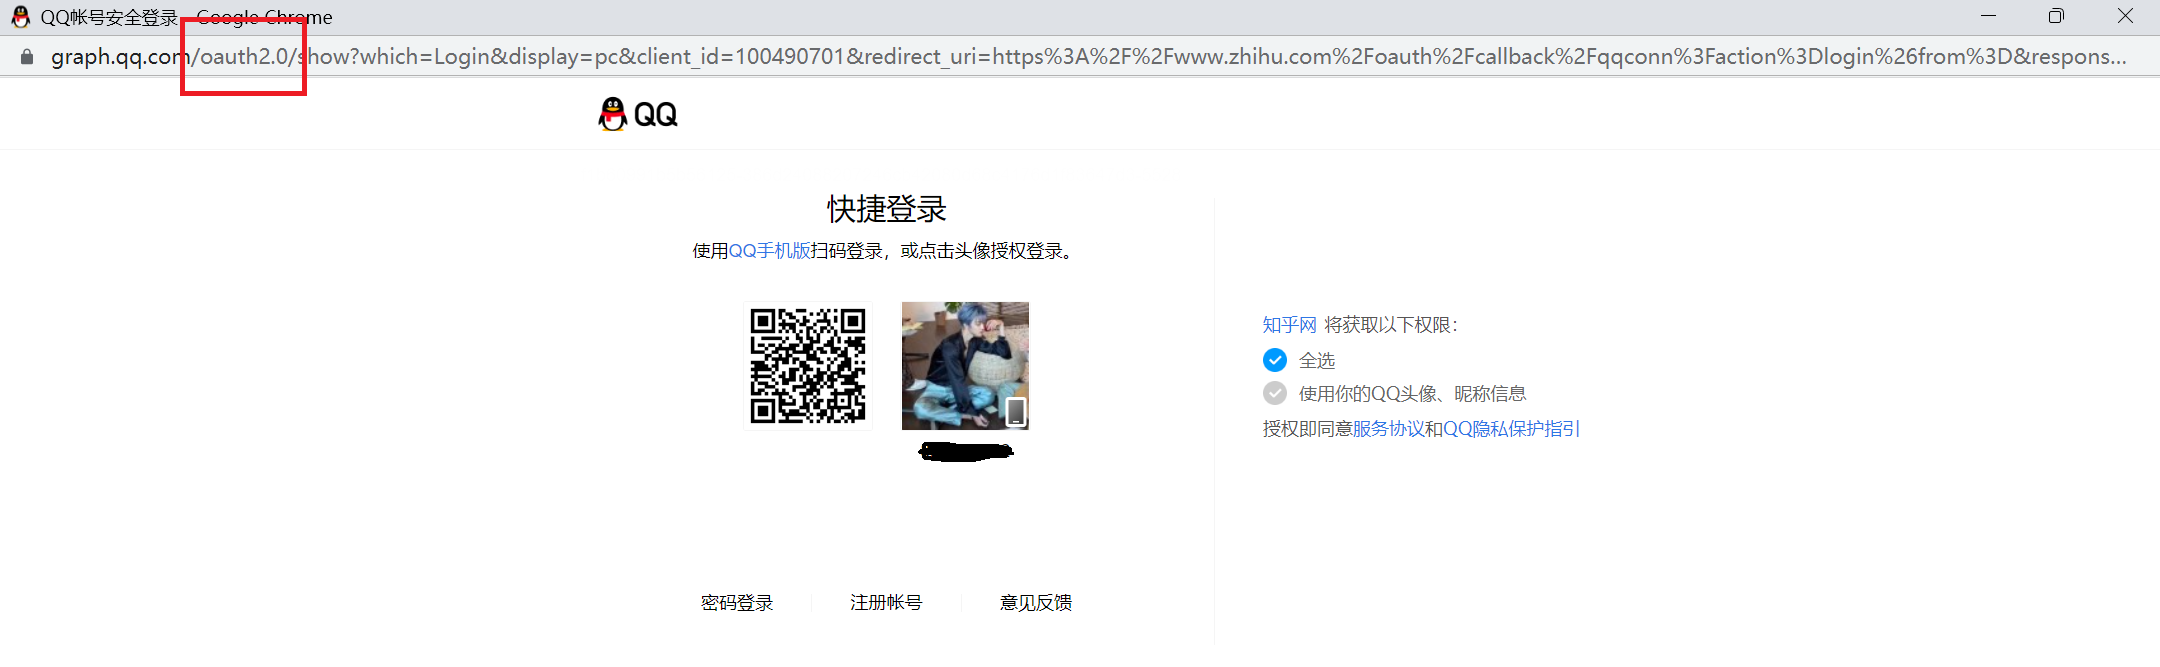 QQ帐号安全登录 - Google Chrome
graph.qq.com/oauth2.0/show?which=Login&display=pc&client_id=100490701&redirect_uri=https%3A%2F%2Fwww.zhihu.com%2Foauth%2Fcallback%2Fqqconn%3Faction%3Dlogin%26from%3D&respons...
QQ
快捷登录
使用QQ手机版扫码登录，或点击头像授权登录。
知乎网 将获取以下权限：
全选
使用你的QQ头像、昵称信息
授权即同意服务协议和QQ隐私保护指引
密码登录 注册帐号 意见反馈